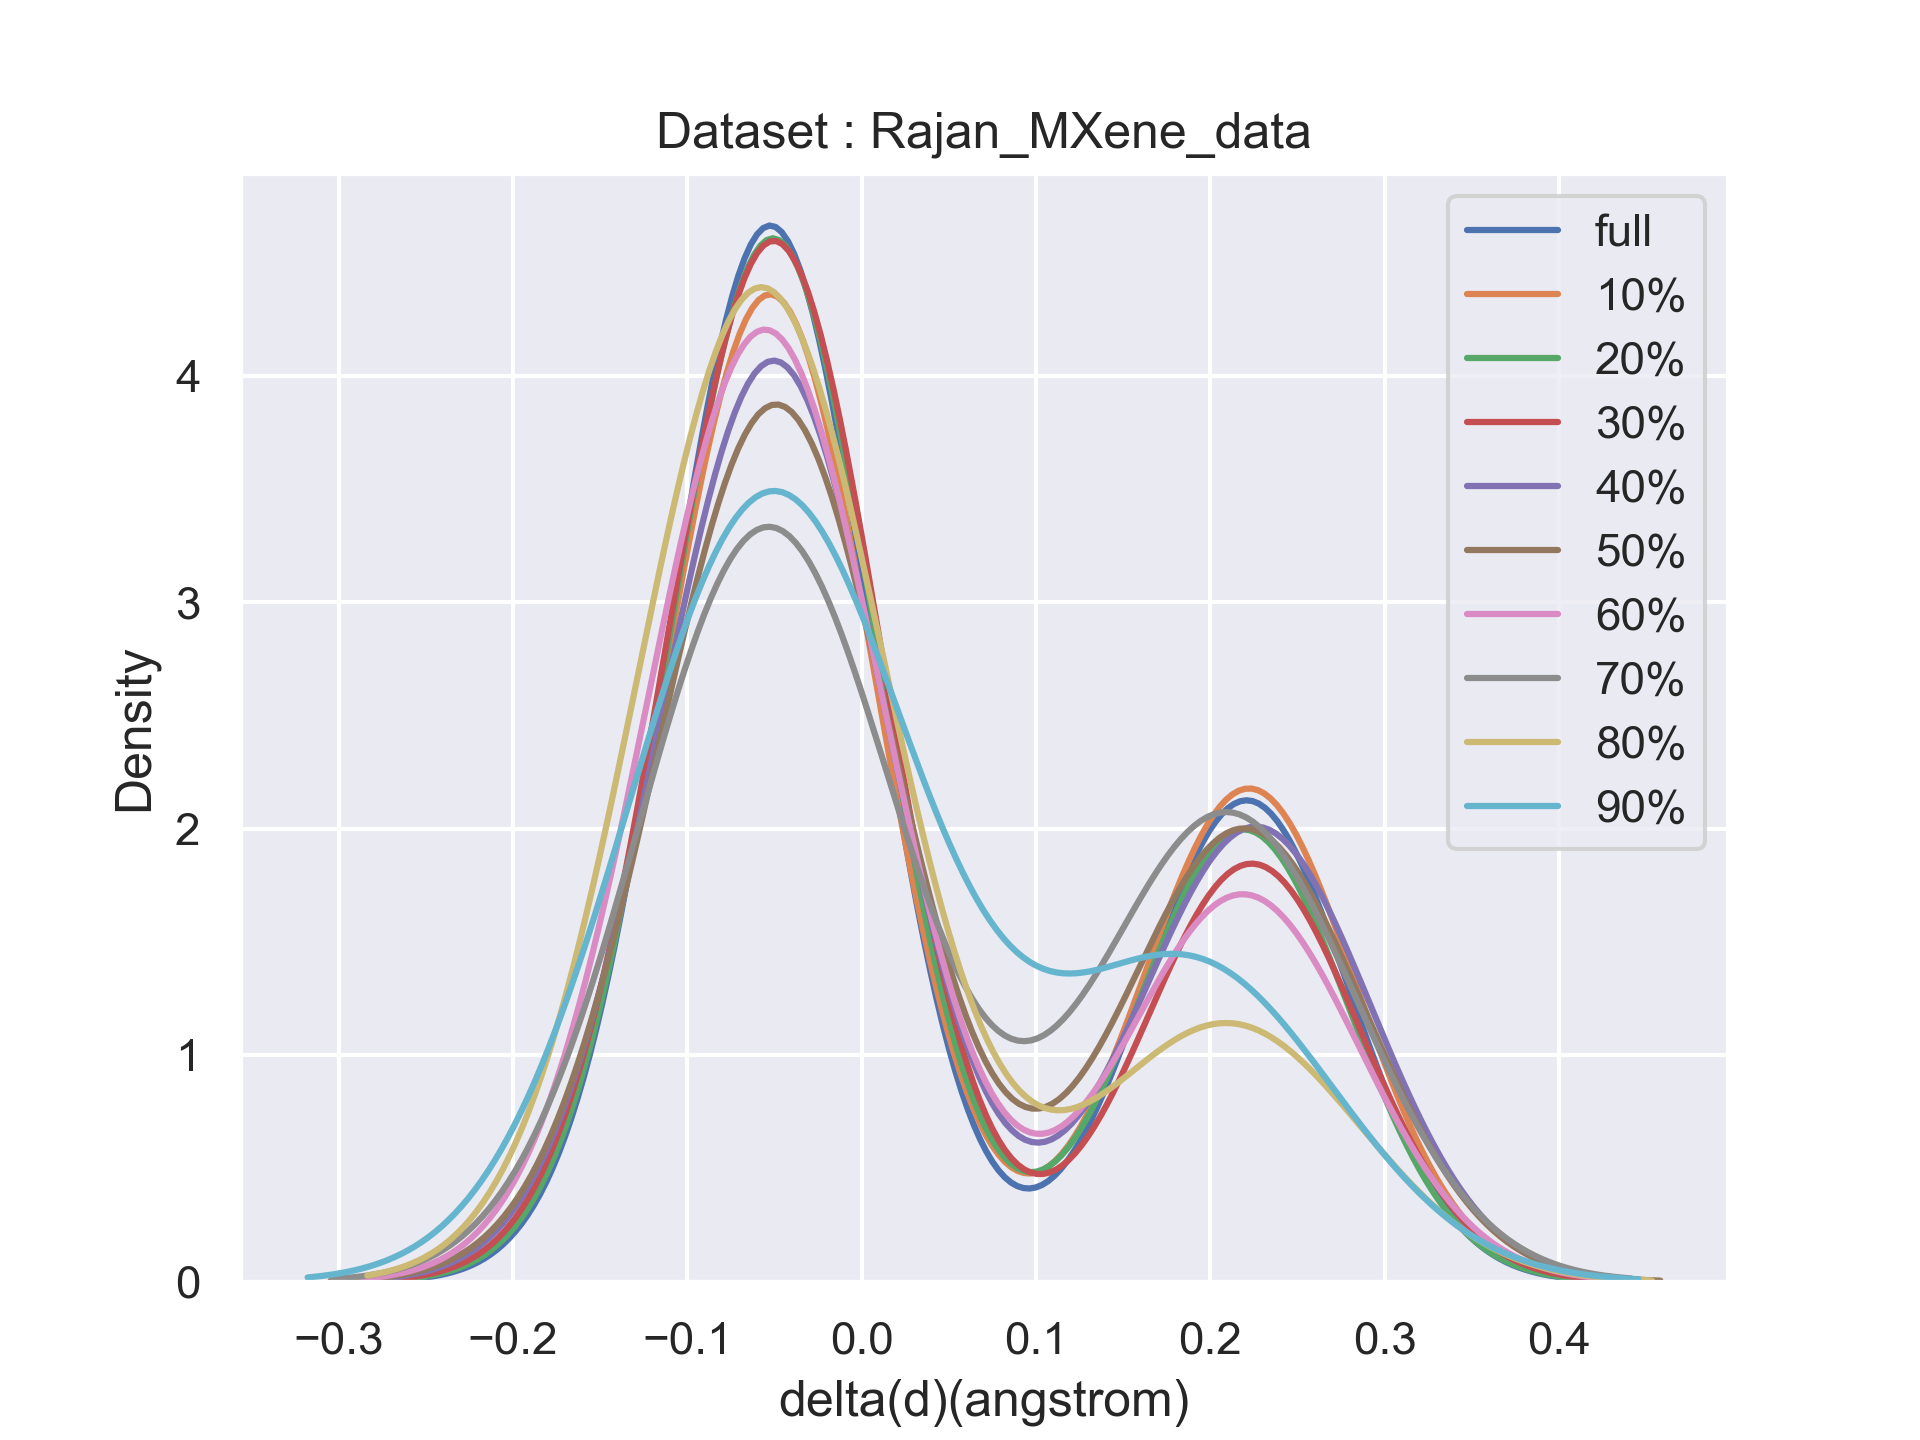 Dataset : Rajan_MXene_data
full
10%
20%
30%
40%
50%
60%
70%
80%
90%
Density
4
3
2
1
0
−0.3 −0.2 −0.1 0.0 0.1 0.2 0.3 0.4
delta(d)(angstrom)